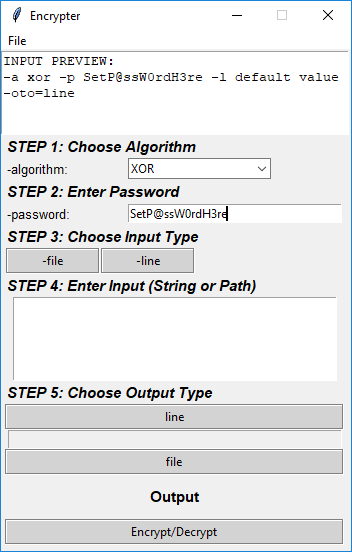 Encrypter
File
INPUT PREVIEW:
-a xor -p SetP@ssW0rdH3re -l default value
-oto=line
STEP 1: Choose Algorithm
-algorithm: XOR
STEP 2: Enter Password
-password: SetP@ssW0rdH3re
STEP 3: Choose Input Type
-file -line
STEP 4: Enter Input (String or Path)
STEP 5: Choose Output Type
line
file
Output
Encrypt/Decrypt